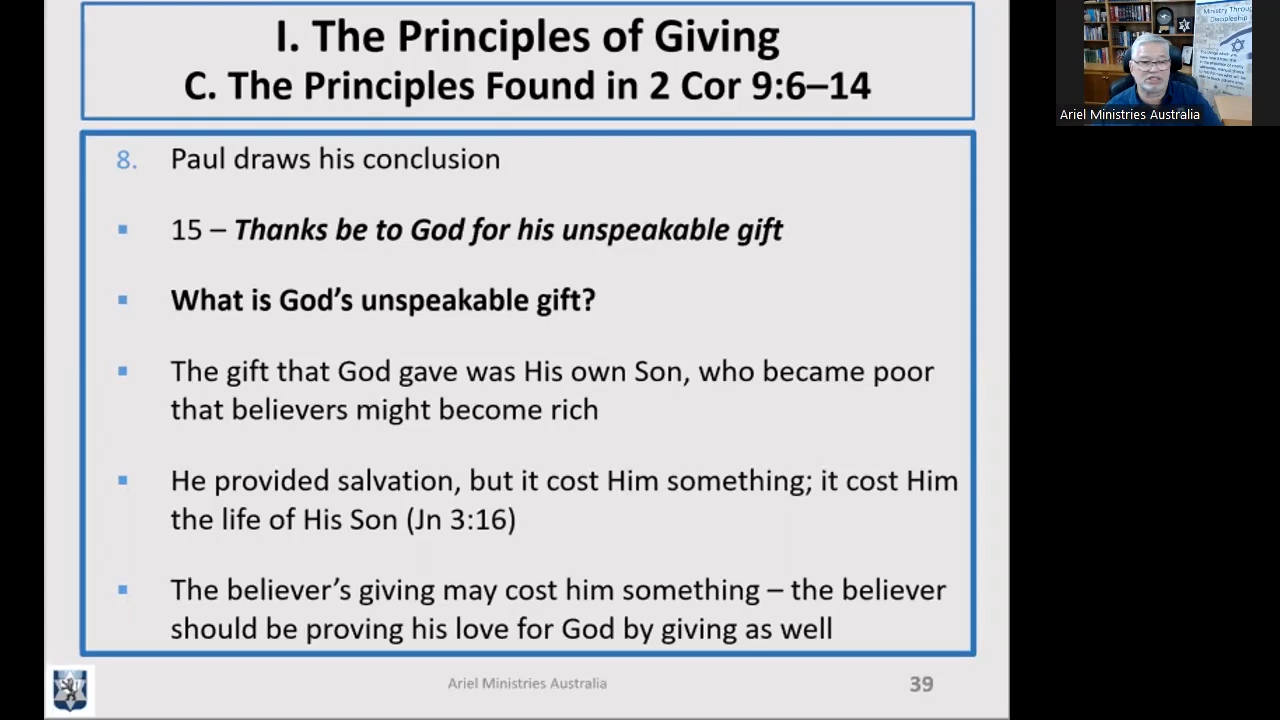 I. The Principles of Giving
C. The Principles Found in 2 Cor 9:6–14
8. Paul draws his conclusion
15 – Thanks be to God for his unspeakable gift
What is God's unspeakable gift?
The gift that God gave was His own Son, who became poor
that believers might become rich
He provided salvation, but it cost Him something; it cost Him
the life of His Son (Jn 3:16)
The believer's giving may cost him something – the believer
should be proving his love for God by giving as well
Ariel Ministries Australia
39
Ministry Through
Discipleship
Ariel Ministries Australia